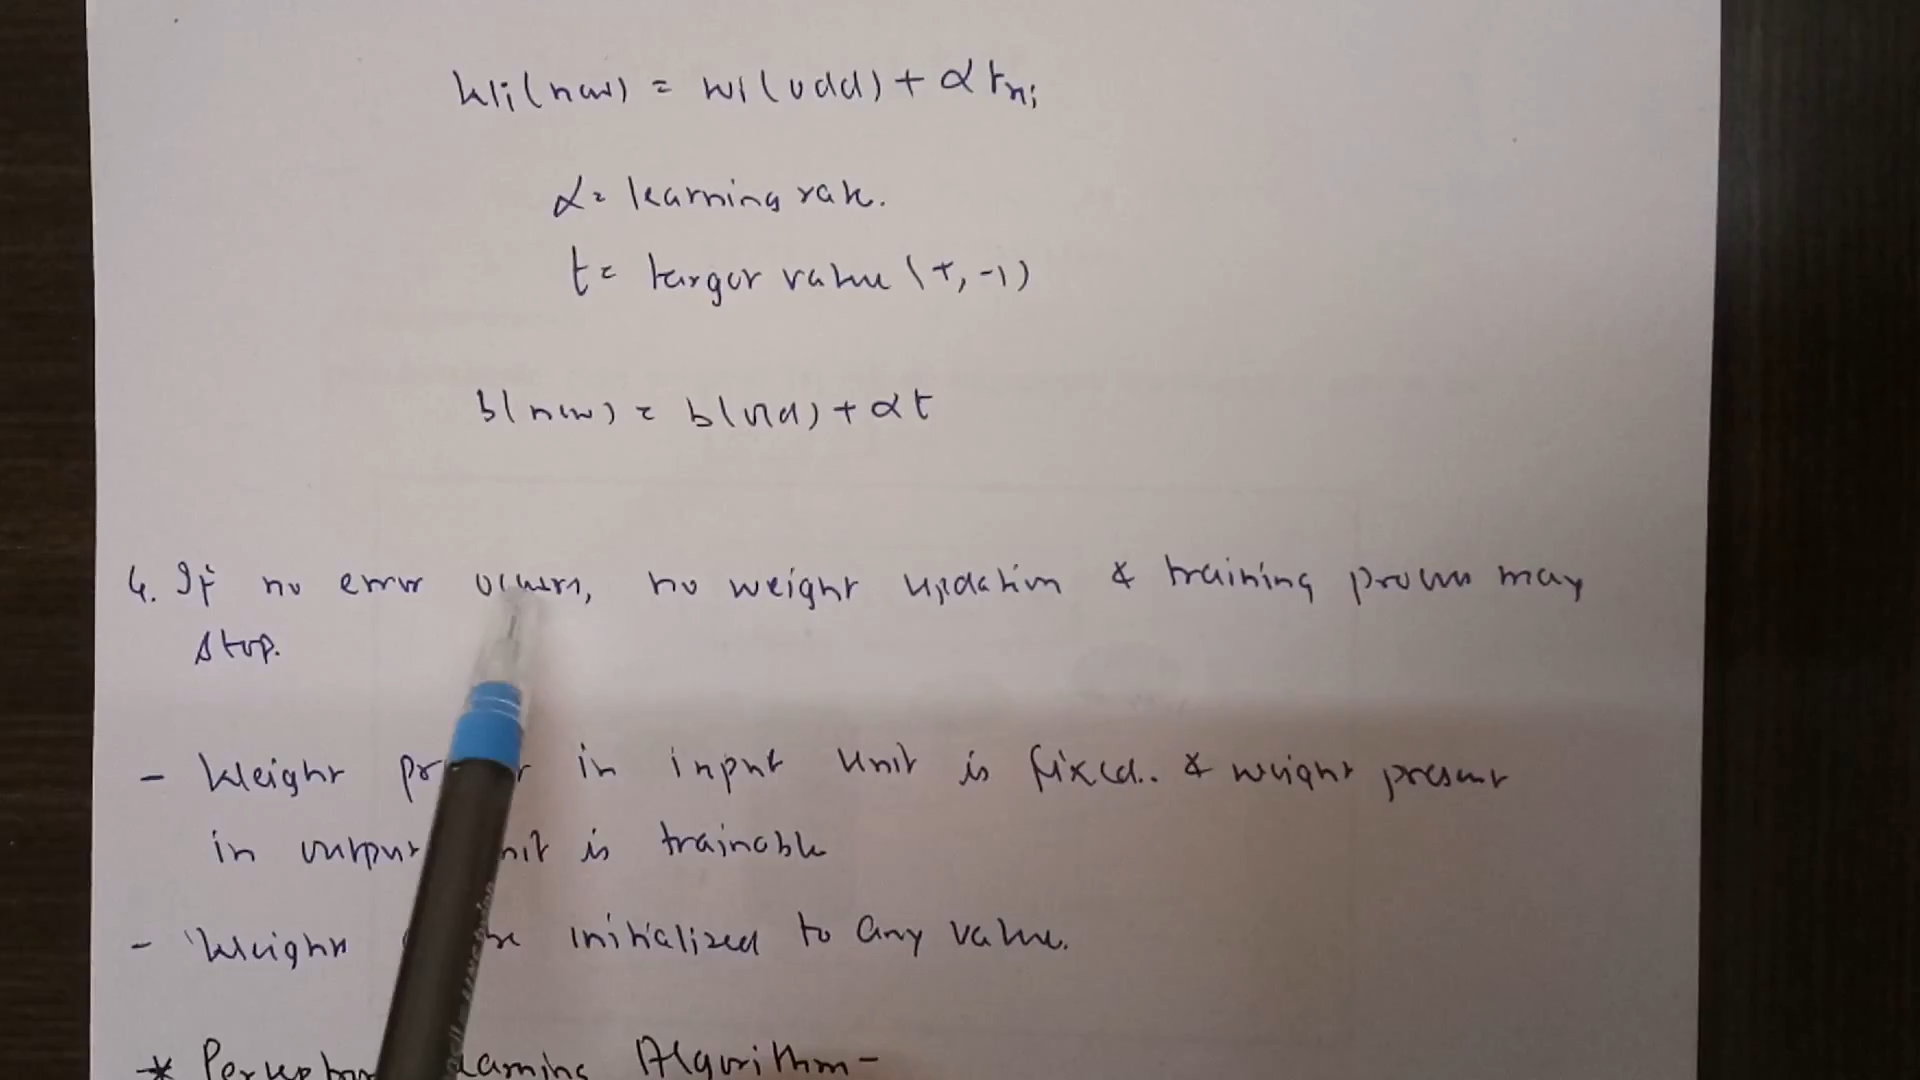 wi(new) = wi(old) + α t xi
α = learning rate.
t = target value (+, -1)
b(new) = b(old) + α t
4. If no error occurs, no weight updation & training process may
stop.
- Weight in input unit is fixed. & weight present
in output is trainable
- Weights initialized to any value.
* Algorithm -